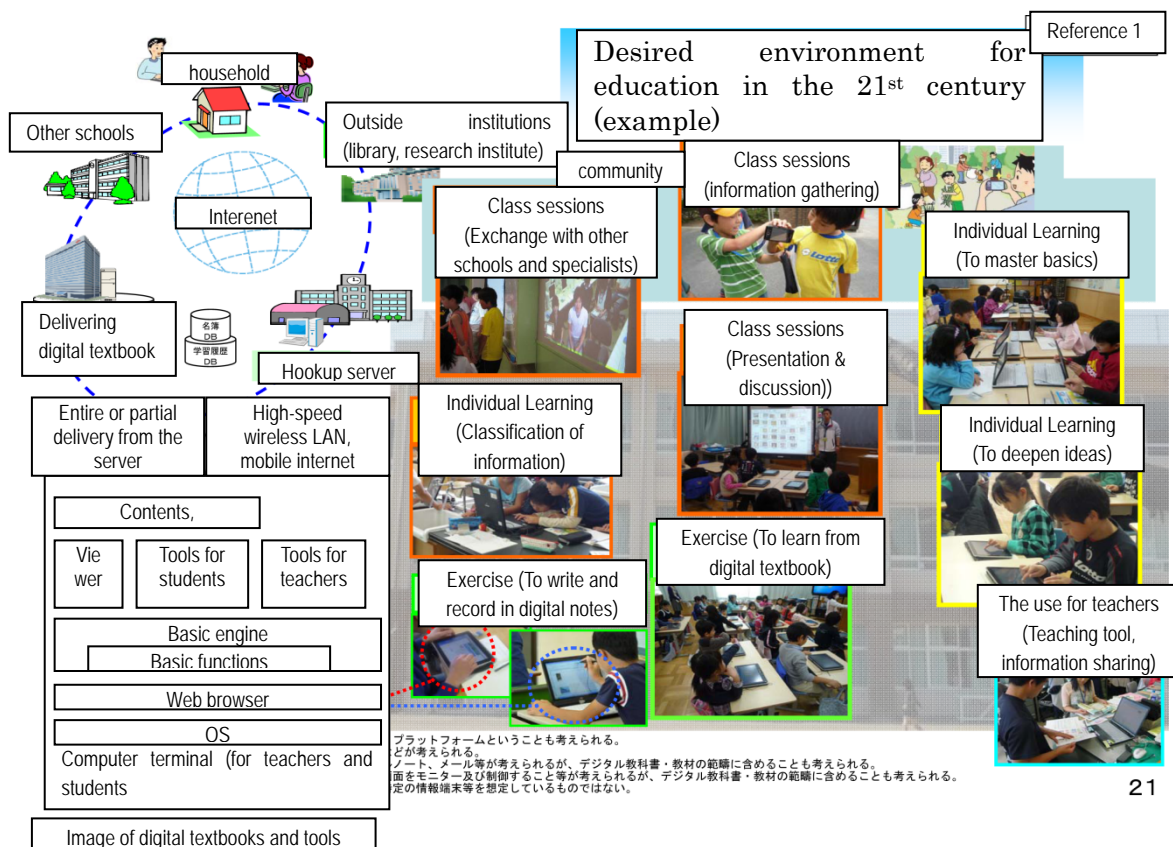 Reference 1
Desired environment for
education in the 21st century
(example)
household
Other schools
Outside institutions
(library, research institute)
community
Interenet
Class sessions
(information gathering)
Class sessions
(Exchange with other
schools and specialists)
Individual Learning
(To master basics)
Delivering
digital textbook
名簿
DB
学習履歴
DB
Hookup server
Class sessions
(Presentation &
discussion))
Entire or partial
delivery from the
server
High-speed
wireless LAN,
mobile internet
Individual Learning
(Classification of
information)
Individual Learning
(To deepen ideas)
Contents,
Vie
wer
Tools for
students
Tools for
teachers
Exercise (To write and
record in digital notes)
Exercise (To learn from
digital textbook)
The use for teachers
(Teaching tool,
information sharing)
Basic engine
Basic functions
Web browser
OS
Computer terminal (for teachers and
students
プラットフォームということも考えられる。
どが考えられる。
ノート、メール等が考えられるが、デジタル教科書・教材の範疇に含めることも考えられる。
面をモニター及び制御すること等が考えられるが、デジタル教科書・教材の範疇に含めることも考えられる。
定の情報端末等を想定しているものではない。
21
Image of digital textbooks and tools